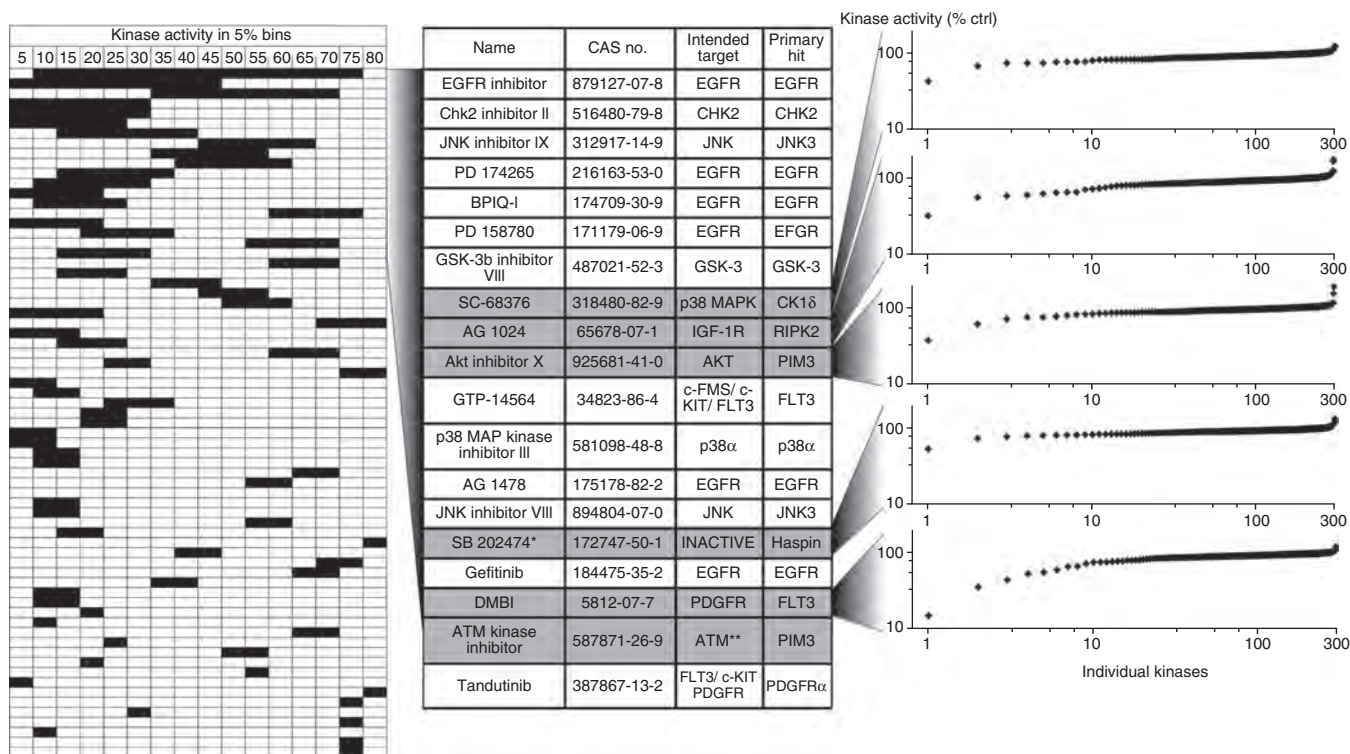 Kinase activity in 5% bins
5 10 15 20 25 30 35 40 45 50 55 60 65 70 75 80
Name CAS no. Intended target Primary hit
EGFR inhibitor 879127-07-8 EGFR EGFR
Chk2 inhibitor II 516480-79-8 CHK2 CHK2
JNK inhibitor IX 312917-14-9 JNK JNK3
PD 174265 216163-53-0 EGFR EGFR
BPIQ-I 174709-30-9 EGFR EGFR
PD 158780 171179-06-9 EGFR EFGR
GSK-3b inhibitor VIII 487021-52-3 GSK-3 GSK-3
SC-68376 318480-82-9 p38 MAPK CK1δ
AG 1024 65678-07-1 IGF-1R RIPK2
Akt inhibitor X 925681-41-0 AKT PIM3
GTP-14564 34823-86-4 c-FMS/ c-KIT/ FLT3 FLT3
p38 MAP kinase inhibitor III 581098-48-8 p38α p38α
AG 1478 175178-82-2 EGFR EGFR
JNK inhibitor VIII 894804-07-0 JNK JNK3
SB 202474* 172747-50-1 INACTIVE Haspin
Gefitinib 184475-35-2 EGFR EGFR
DMBI 5812-07-7 PDGFR FLT3
ATM kinase inhibitor 587871-26-9 ATM** PIM3
Tandutinib 387867-13-2 FLT3/ c-KIT PDGFR PDGFRα
Kinase activity (% ctrl)
100
10
1 10 100 300
100
10
1 10 100 300
100
10
1 10 100 300
100
10
1 10 100 300
100
10
1 10 100 300
Individual kinases